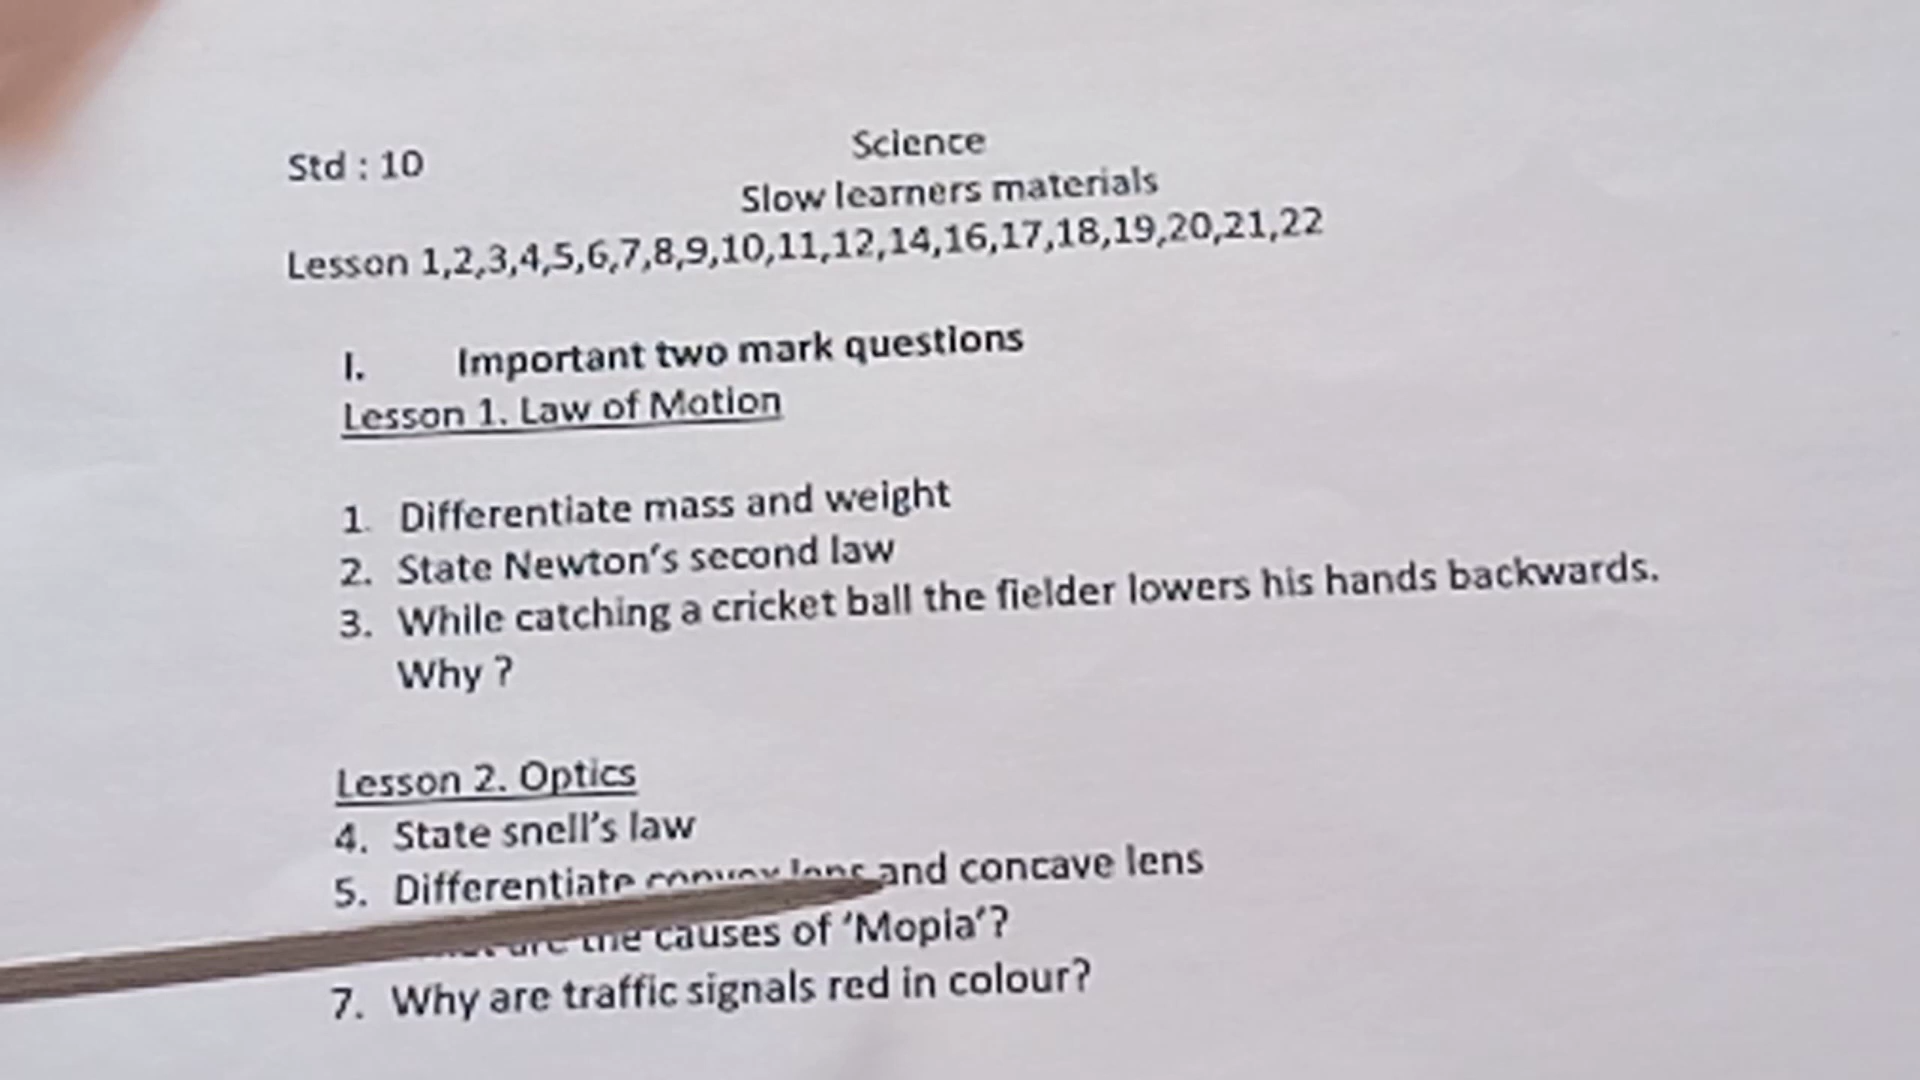 Std : 10
Science
Slow learners materials
Lesson 1,2,3,4,5,6,7,8,9,10,11,12,14,16,17,18,19,20,21,22
I. Important two mark questions
Lesson 1. Law of Motion
1. Differentiate mass and weight
2. State Newton's second law
3. While catching a cricket ball the fielder lowers his hands backwards.
Why ?
Lesson 2. Optics
4. State snell's law
5. Differentiate convex lens and concave lens
are the causes of ‘Mopia’?
7. Why are traffic signals red in colour?